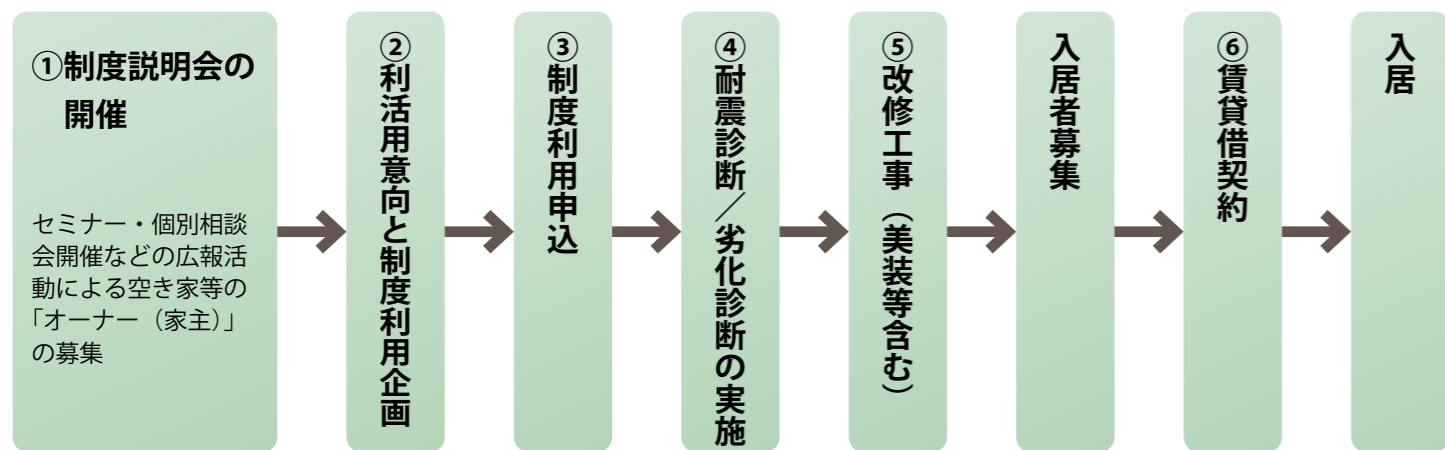 ①制度説明会の
開催
セミナー・個別相談
会開催などの広報活
動による空き家等の
「オーナー（家主）」
の募集
②利活用意向と制度利用企画
③制度利用申込
④耐震診断／劣化診断の実施
⑤改修工事（美装等含む）
入居者募集
⑥賃貸借契約
入居